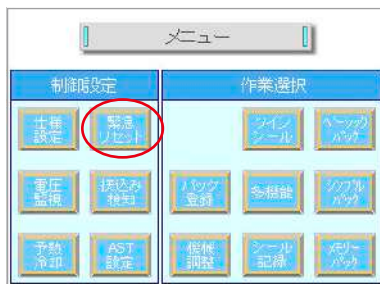 メニュー
制御設定
作業選択
仕様
設定
緊急
リセット
ライン
シール
ベーシック
パック
電圧
監視
挟込み
検知
パック
登録
多機能
シンプル
パック
予熱
冷却
AST
設定
機械
調整
シール
記録
メモリー
パック